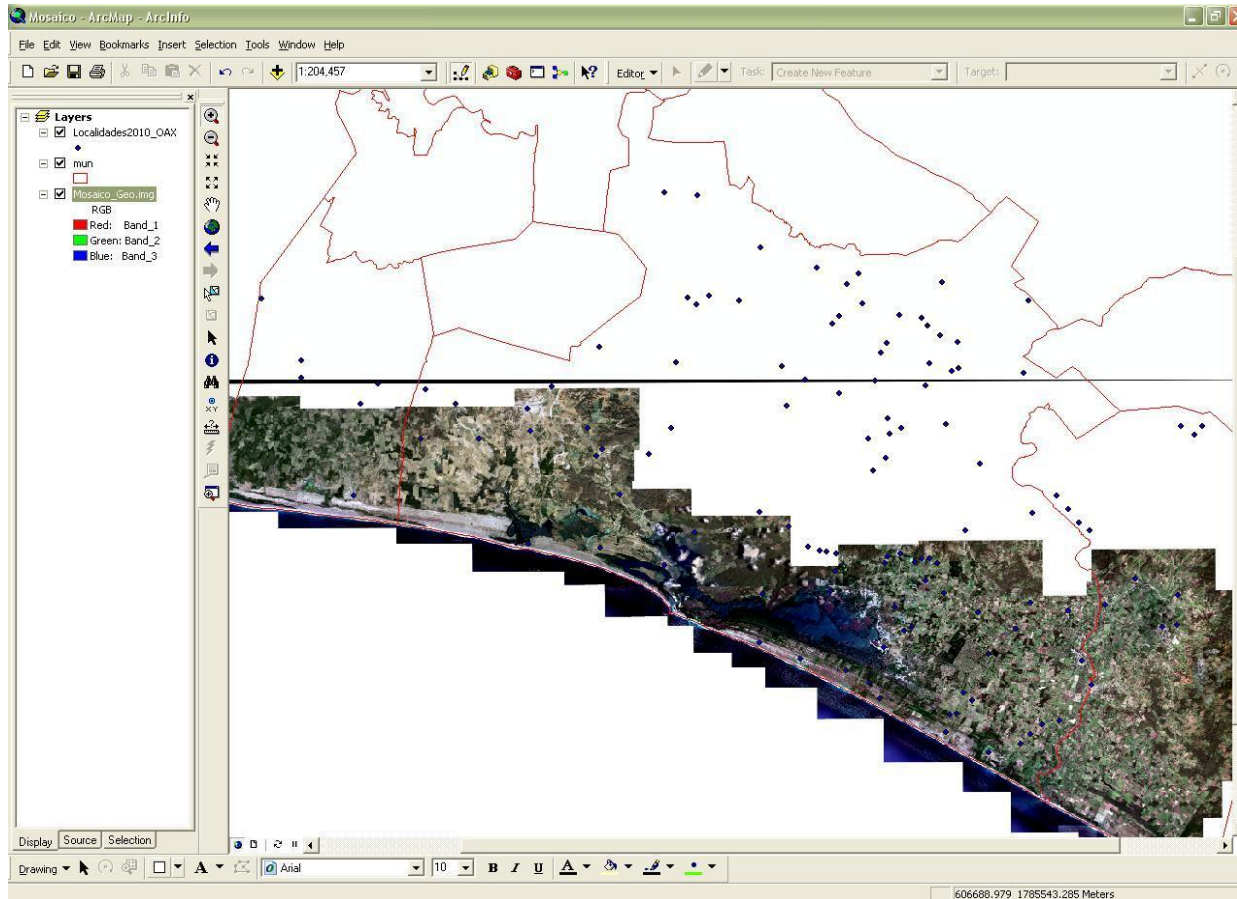 Mosaico - ArcMap - ArcInfo
File Edit View Bookmarks Insert Selection Tools Window Help
1:204,457
Editor
Task: Create New Feature
Target:
Layers
Localidades2010_OAX
mun
Mosaico_Geo.img
RGB
Red: Band_1
Green: Band_2
Blue: Band_3
XY
Display Source Selection
Drawing
A
Arial
10
B I U A
606688.979 1785543.285 Meters